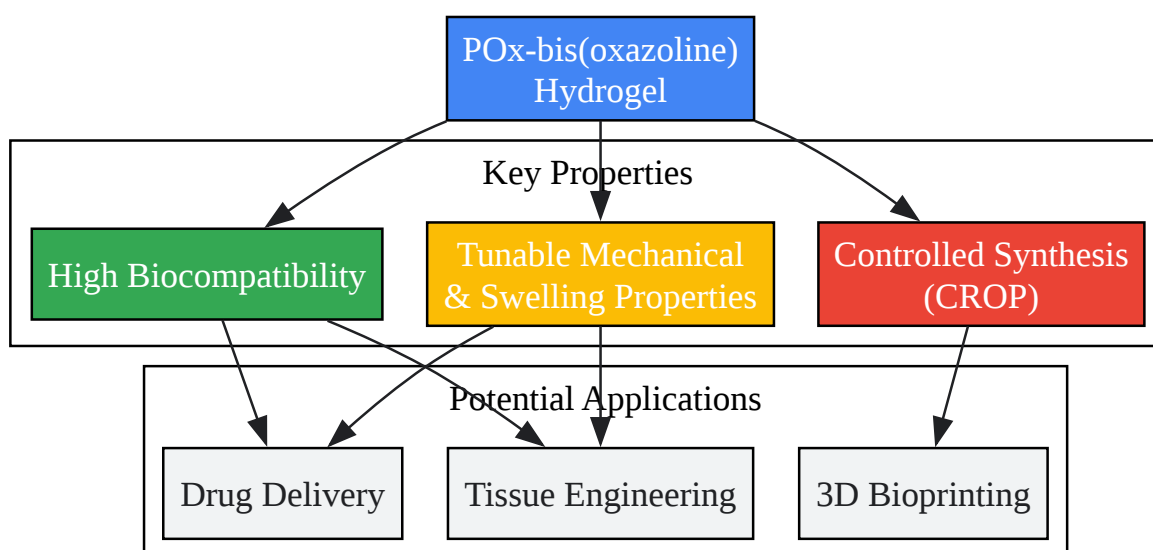 POx-bis(oxazoline)
Hydrogel
Key Properties
High Biocompatibility
Tunable Mechanical
& Swelling Properties
Controlled Synthesis
(CROP)
Potential Applications
Drug Delivery
Tissue Engineering
3D Bioprinting